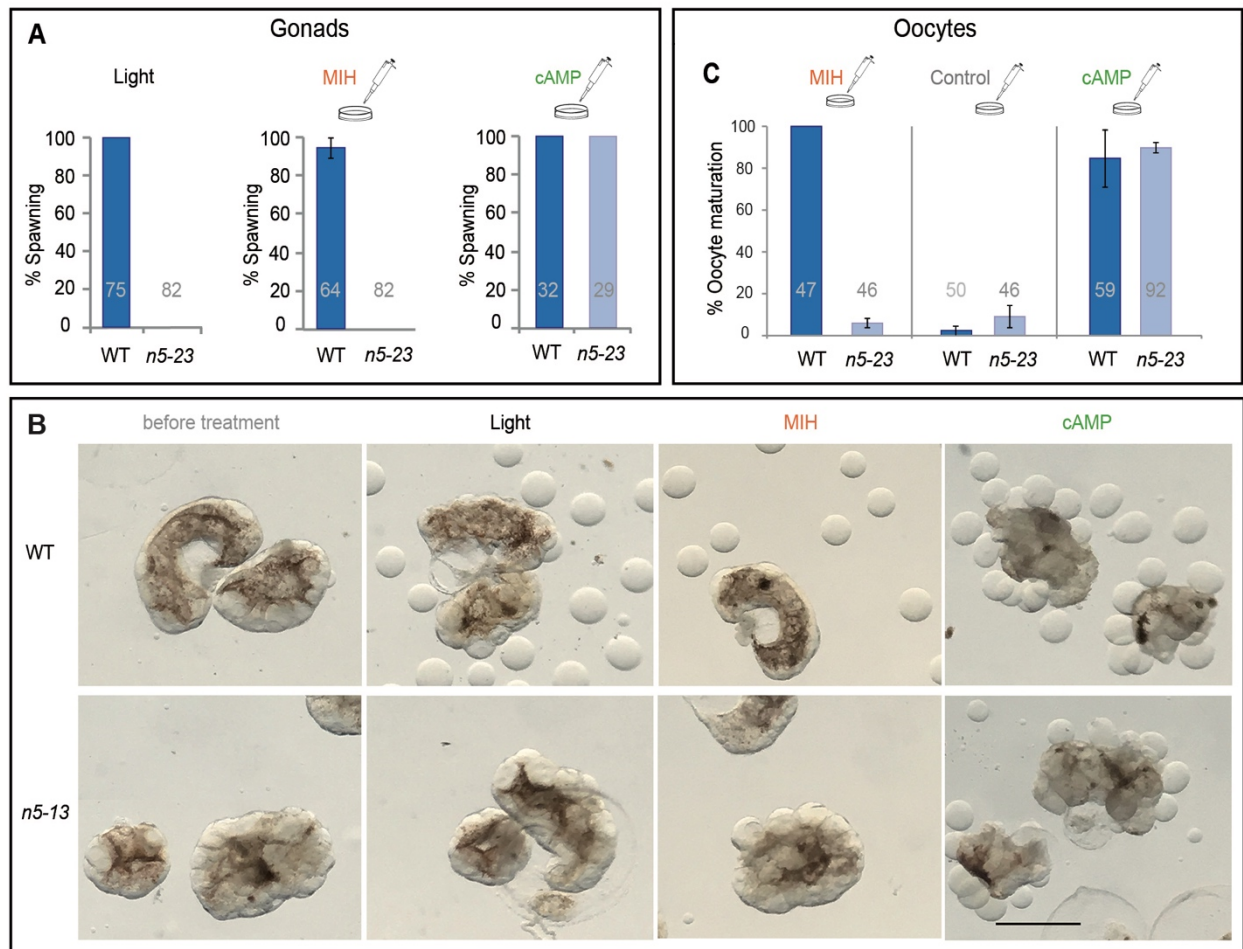 A
Gonads
Light
MIH
cAMP
% Spawning
100
80
60
40
20
0
75
82
WT
n5-23
% Spawning
100
80
60
40
20
0
64
82
WT
n5-23
% Spawning
100
80
60
40
20
0
32
29
WT
n5-23
Oocytes
C
MIH
Control
cAMP
% Oocyte maturation
100
80
60
40
20
0
47
46
50
46
59
92
WT
n5-23
WT
n5-23
WT
n5-23
B
before treatment
Light
MIH
cAMP
WT
n5-13